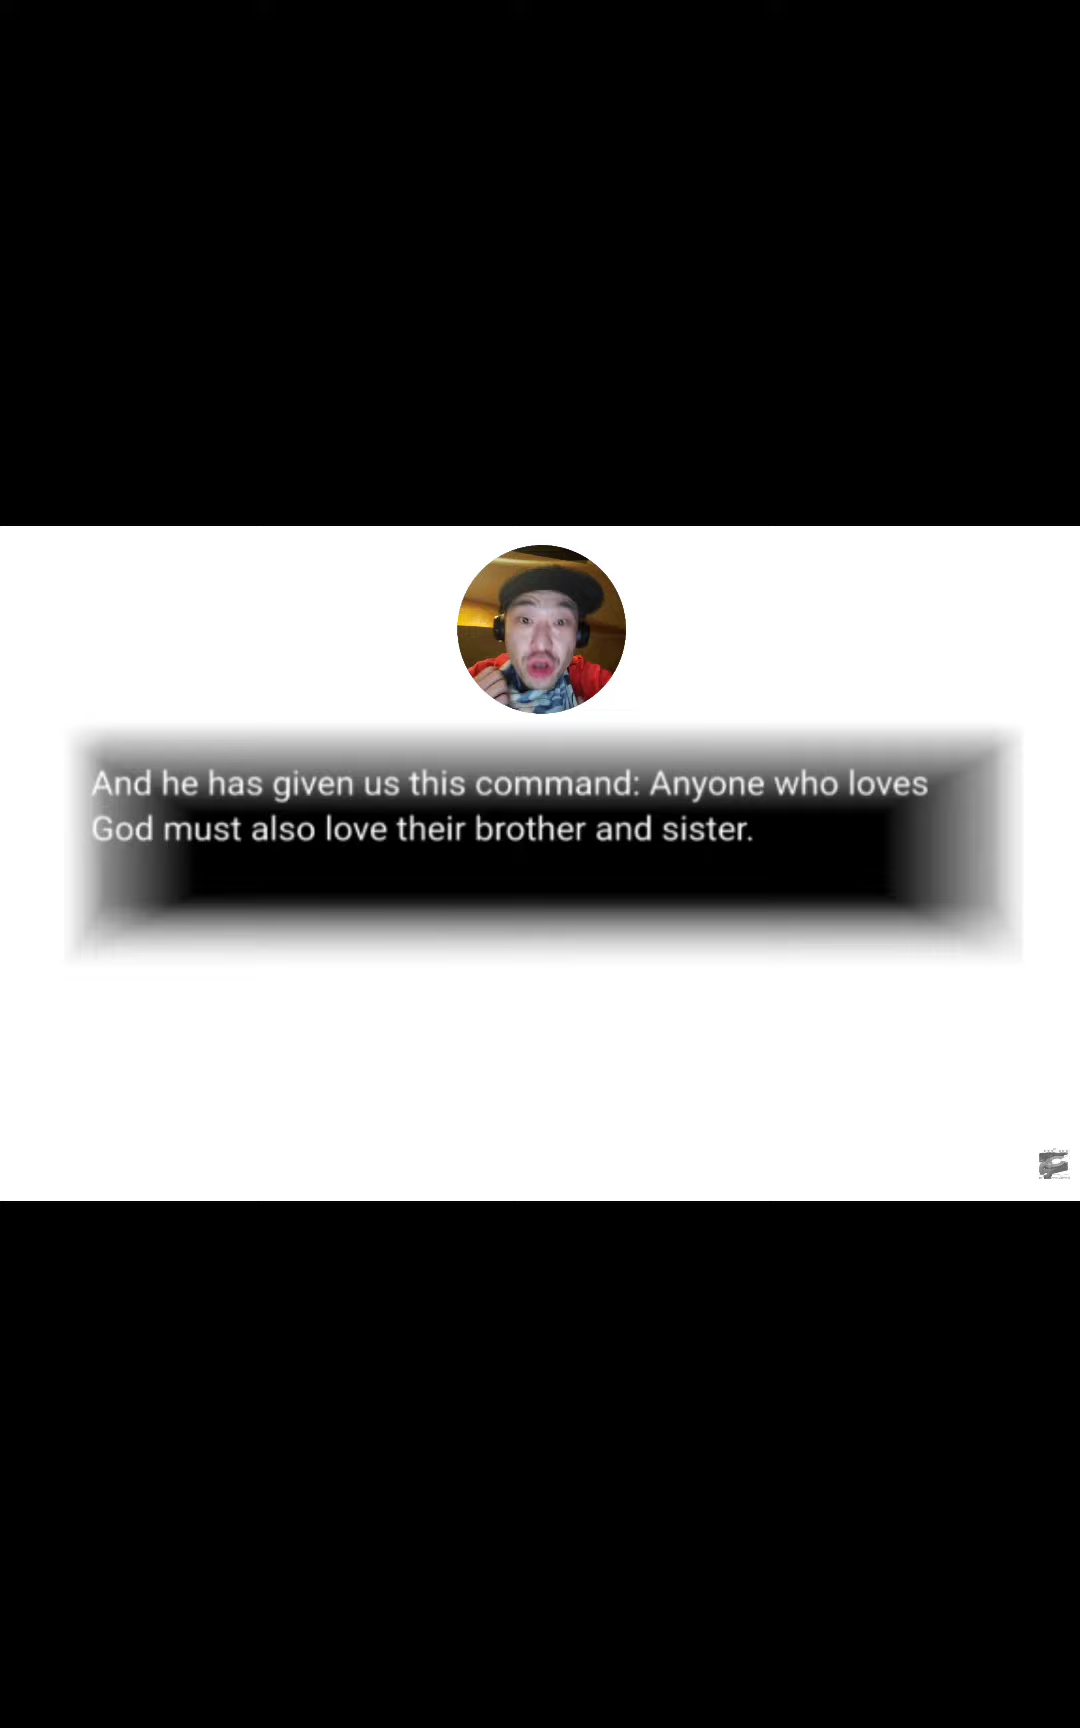 And he has given us this command: Anyone who loves
God must also love their brother and sister.